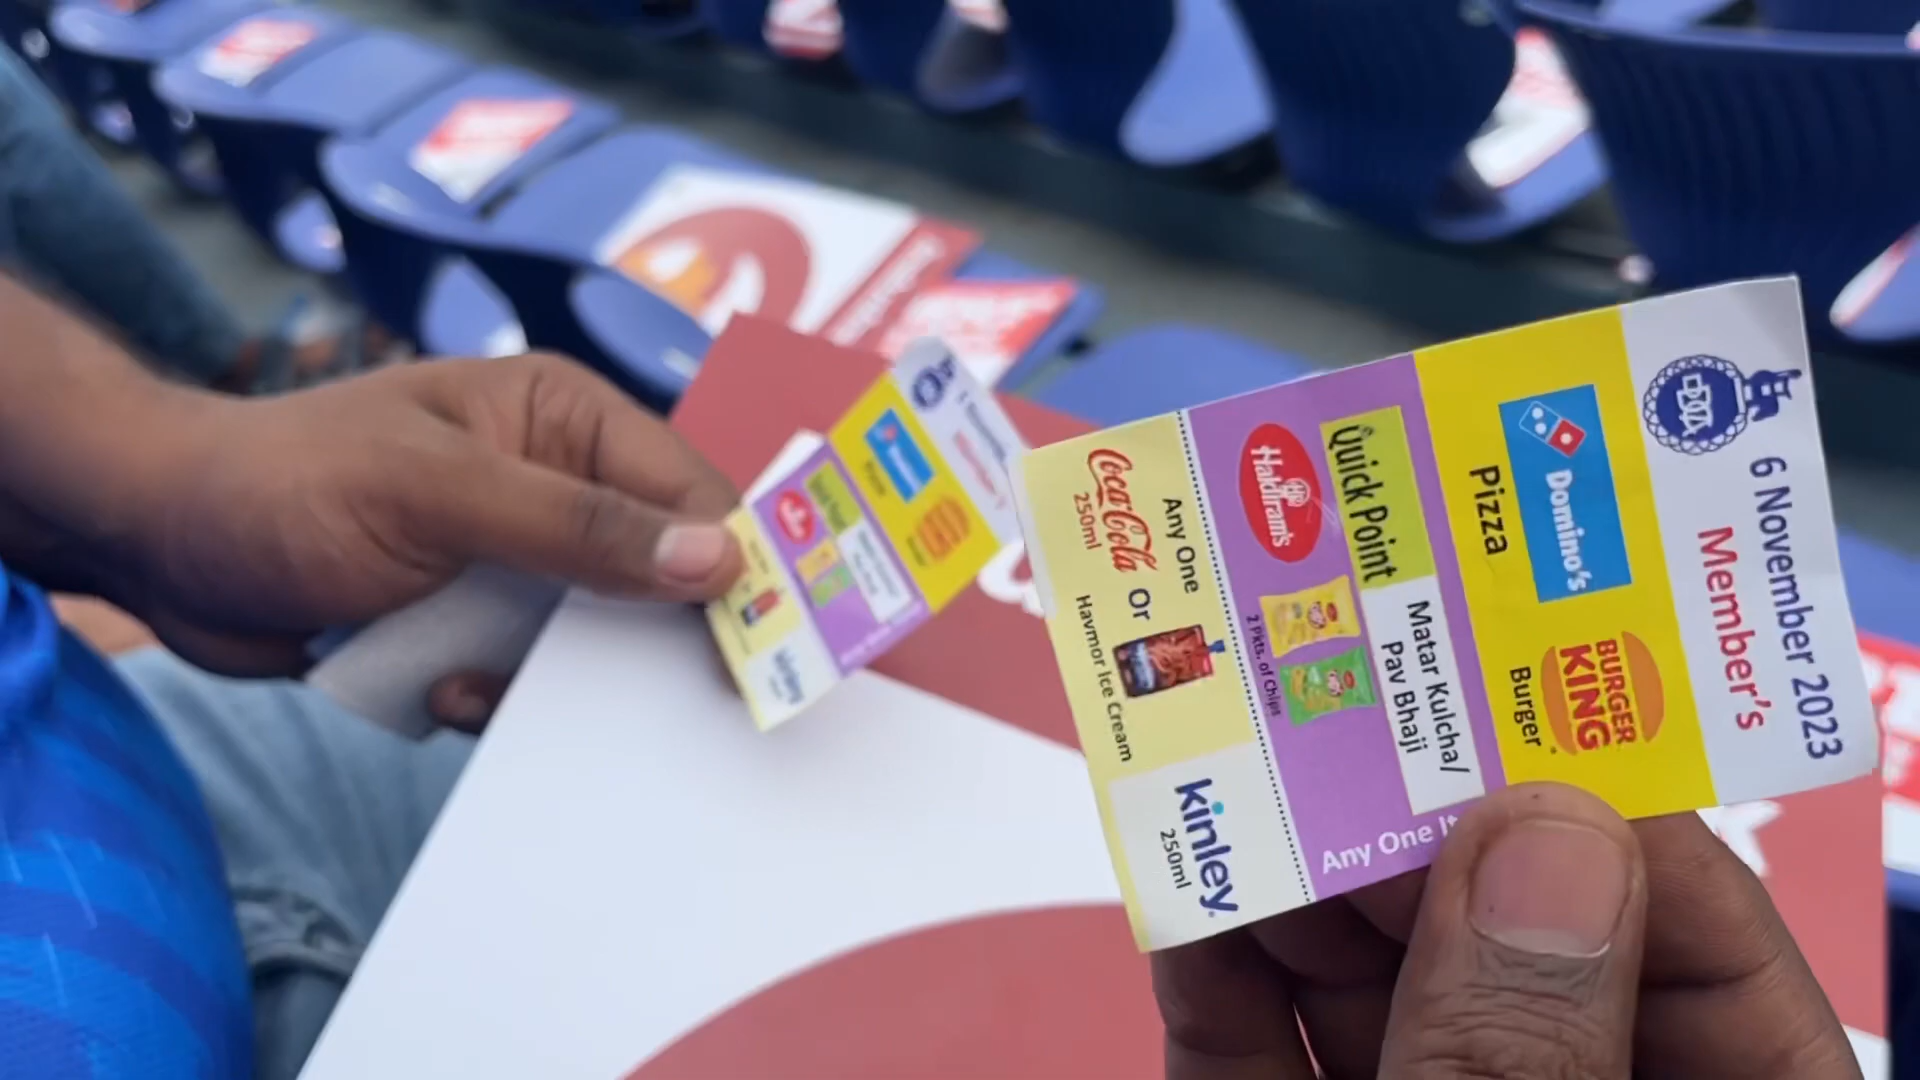 DDCA
6 November 2023
Member's
Domino's
Pizza
BURGER
KING
Burger
Quick Point
Matar Kulcha/
Pav Bhaji
Haldiram's
2 Pkts. of Chips
Any One
Any One
Coca-Cola
250ml
Or
Havmor Ice Cream
kinley
250ml